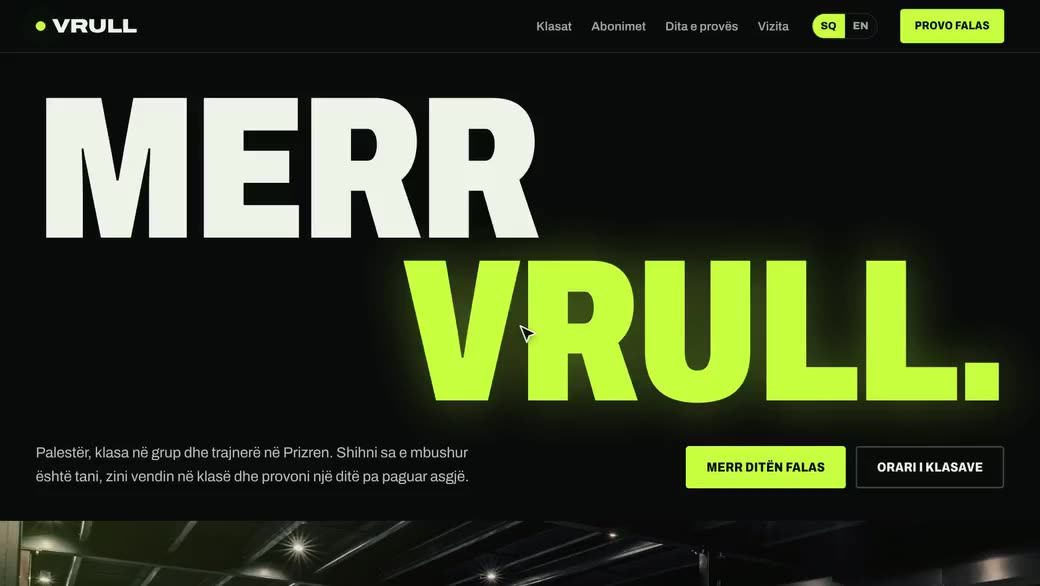 VRULL
Klasat
Abonimet
Dita e provës
Vizita
SQ
EN
PROVO FALAS
MERR
VRULL.
Palestër, klasa në grup dhe trajnerë në Prizren. Shihni sa e mbushur
është tani, zini vendin në klasë dhe provoni një ditë pa paguar asgjë.
MERR DITËN FALAS
ORARI I KLASAVE